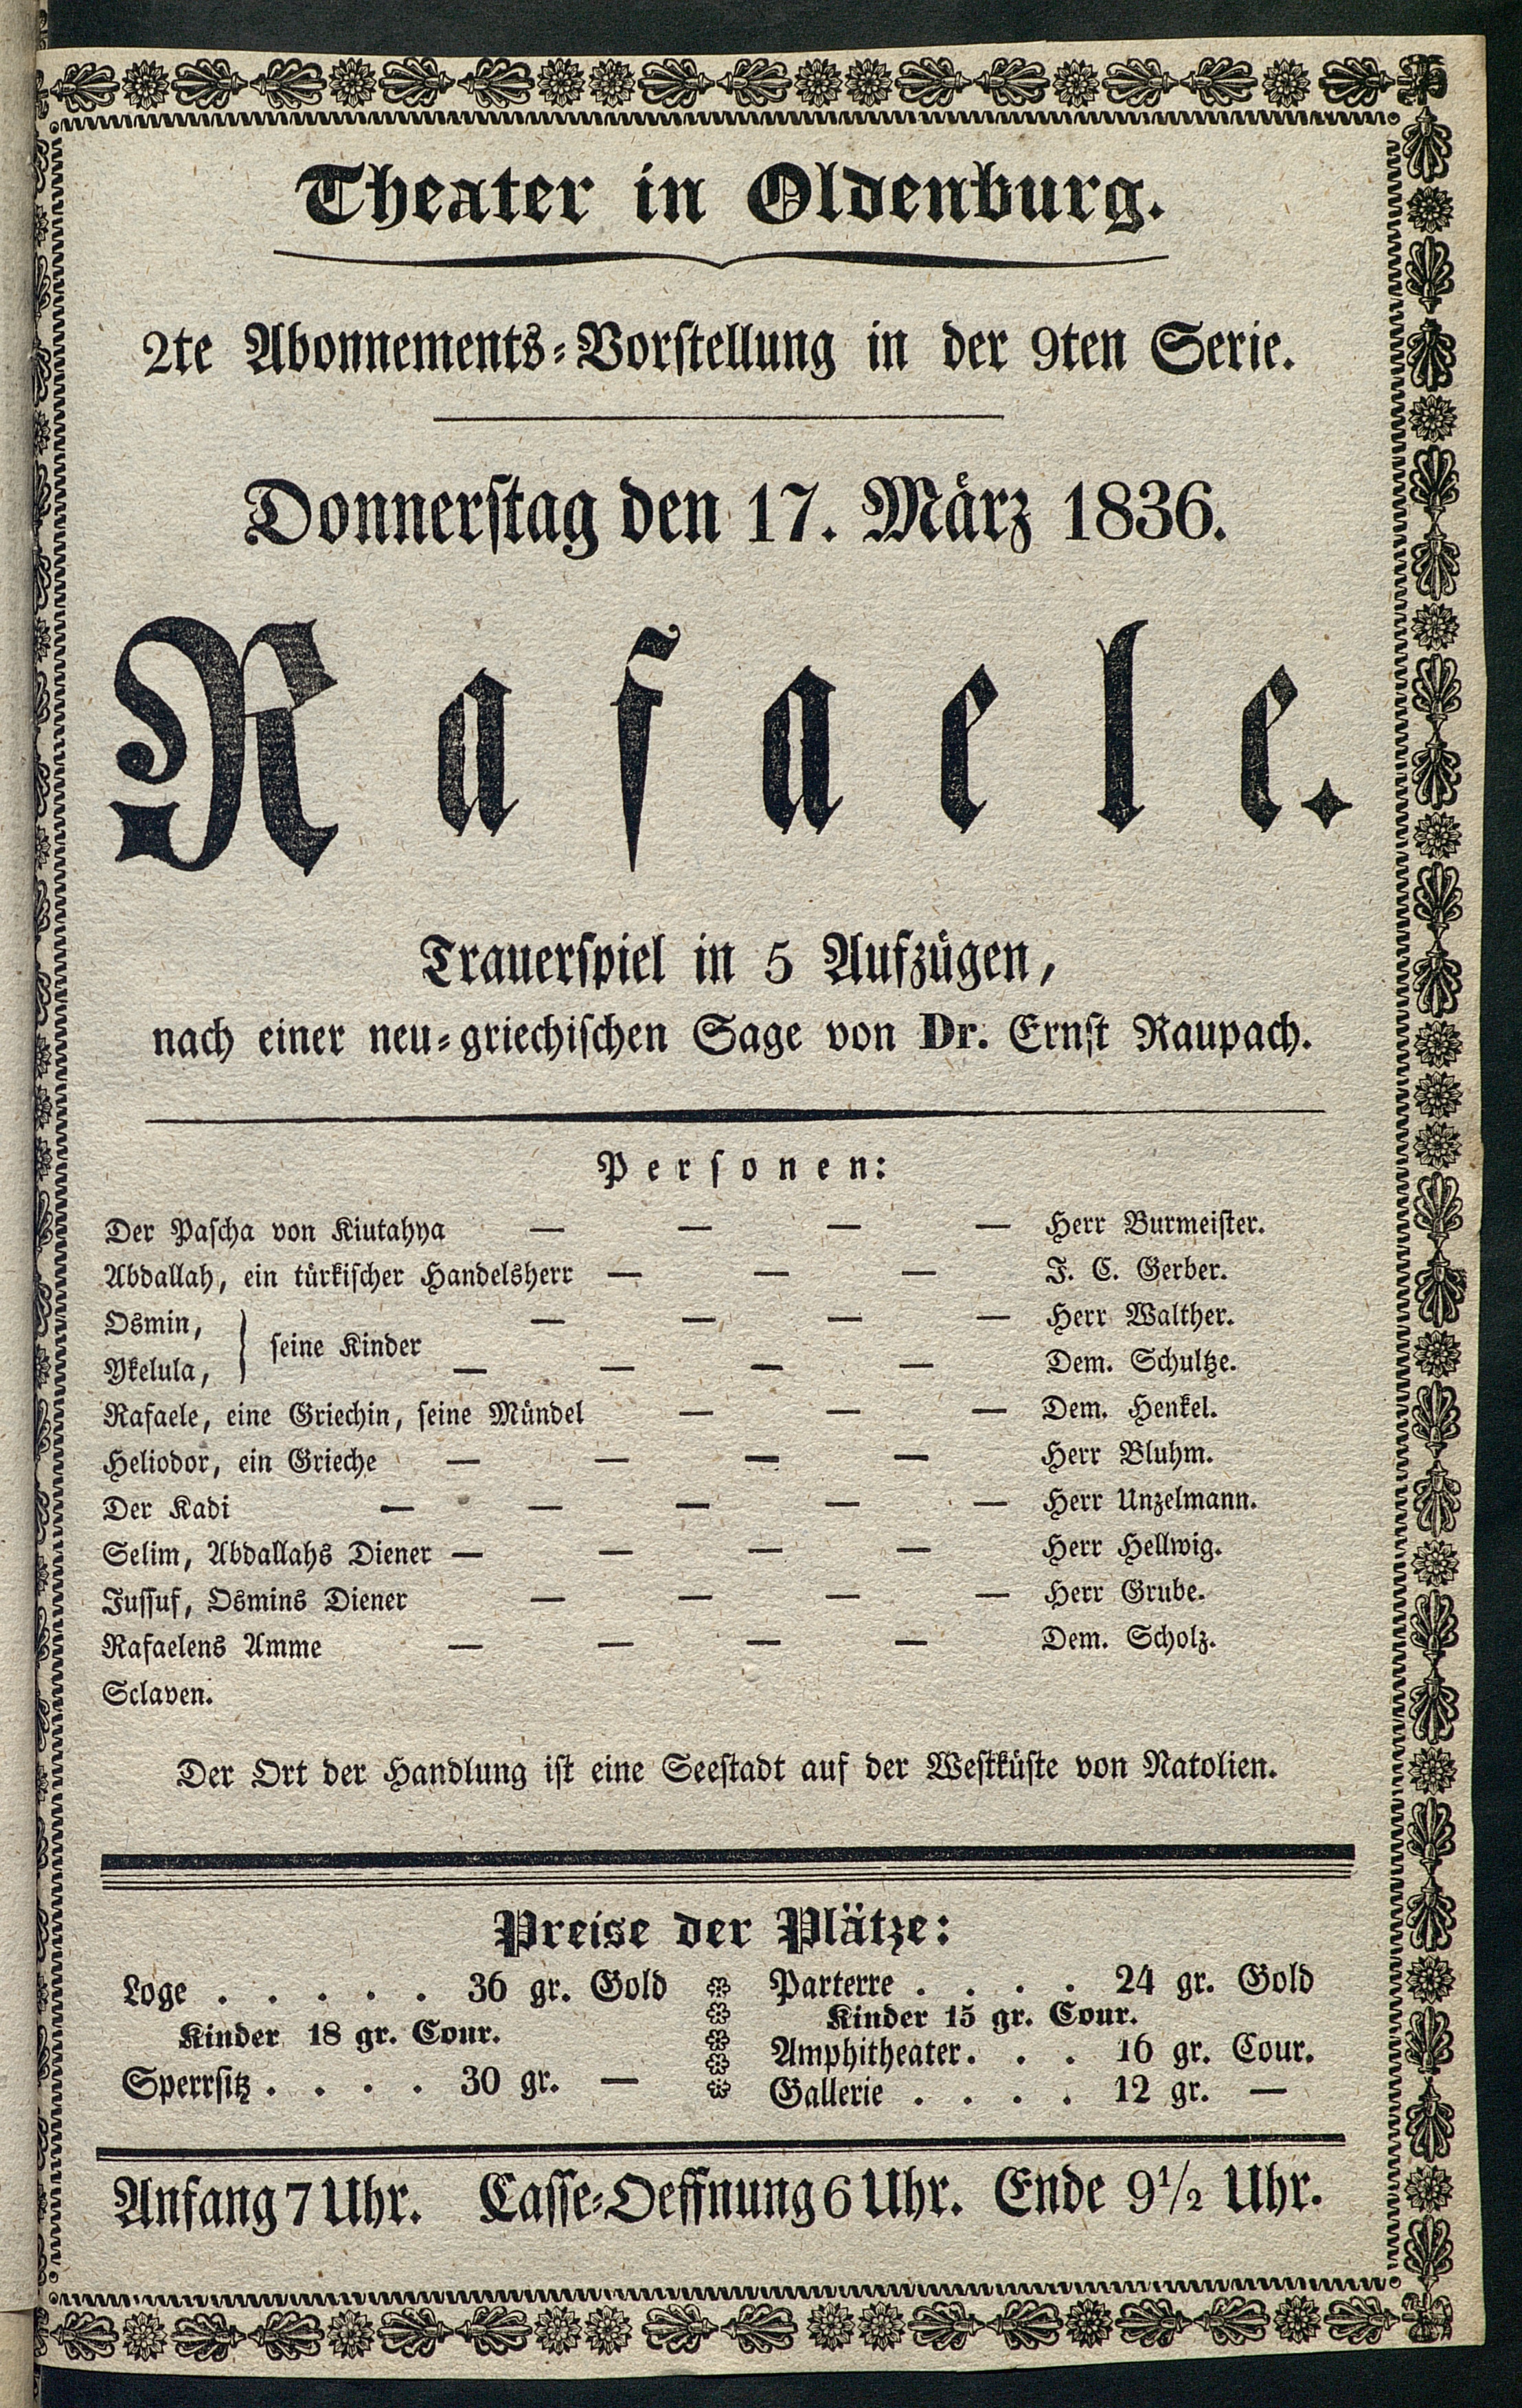 Theater in Oldenburg.
2te Abonnements-Vorstellung in der 9ten Serie.
Donnerstag den 17. März 1836.
Rafaele.
Trauerspiel in 5 Aufzügen,
nach einer neu-griechischen Sage von Dr. Ernst Raupach.
Personen:
Der Pascha von Kiutahya — — — — Herr Burmeister.
Abdallah, ein türkischer Handelsherr — — — J. C. Gerber.
Osmin, } seine Kinder — — — — Herr Walther.
Ykelula, } — — — — Dem. Schultze.
Rafaele, eine Griechin, seine Mündel — — — Dem. Henkel.
Heliodor, ein Grieche — — — — Herr Bluhm.
Der Kadi — — — — — Herr Unzelmann.
Selim, Abdallahs Diener — — — — Herr Hellwig.
Jussuf, Osmins Diener — — — — Herr Grube.
Rafaelens Amme — — — — Dem. Scholz.
Sclaven.
Der Ort der Handlung ist eine Seestadt auf der Westküste von Natolien.
Preise der Plätze:
Loge . . . . . 36 gr. Gold
Kinder 18 gr. Cour.
Sperrsitz . . . . 30 gr. —
Parterre . . . . 24 gr. Gold
Kinder 15 gr. Cour.
Amphitheater. . . 16 gr. Cour.
Gallerie . . . . 12 gr. —
Anfang 7 Uhr. Casse-Oeffnung 6 Uhr. Ende 9 1/2 Uhr.